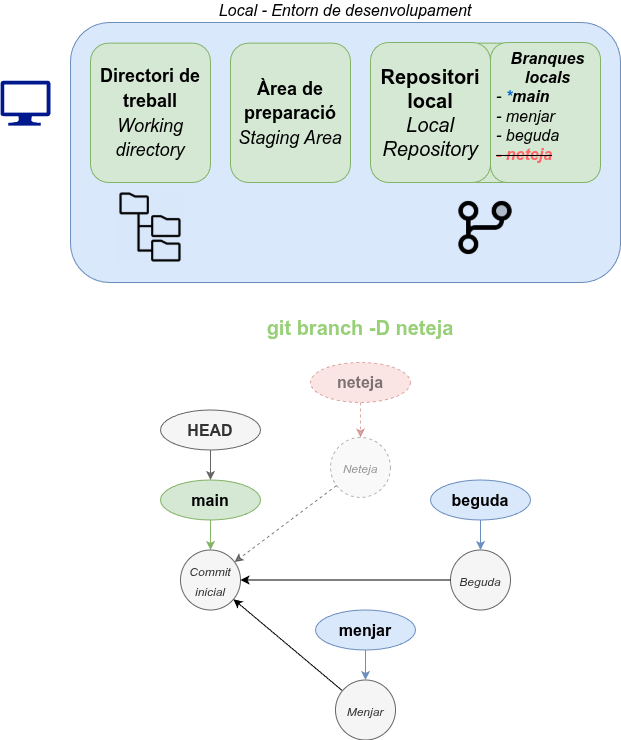 Local - Entorn de desenvolupament
Directori de
treball
Working
directory
Àrea de
preparació
Staging Area
Repositori
local
Local
Repository
Branques
locals
- *main
- menjar
- beguda
- neteja
git branch -D neteja
neteja
HEAD
Neteja
main
beguda
Commit
inicial
Beguda
menjar
Menjar